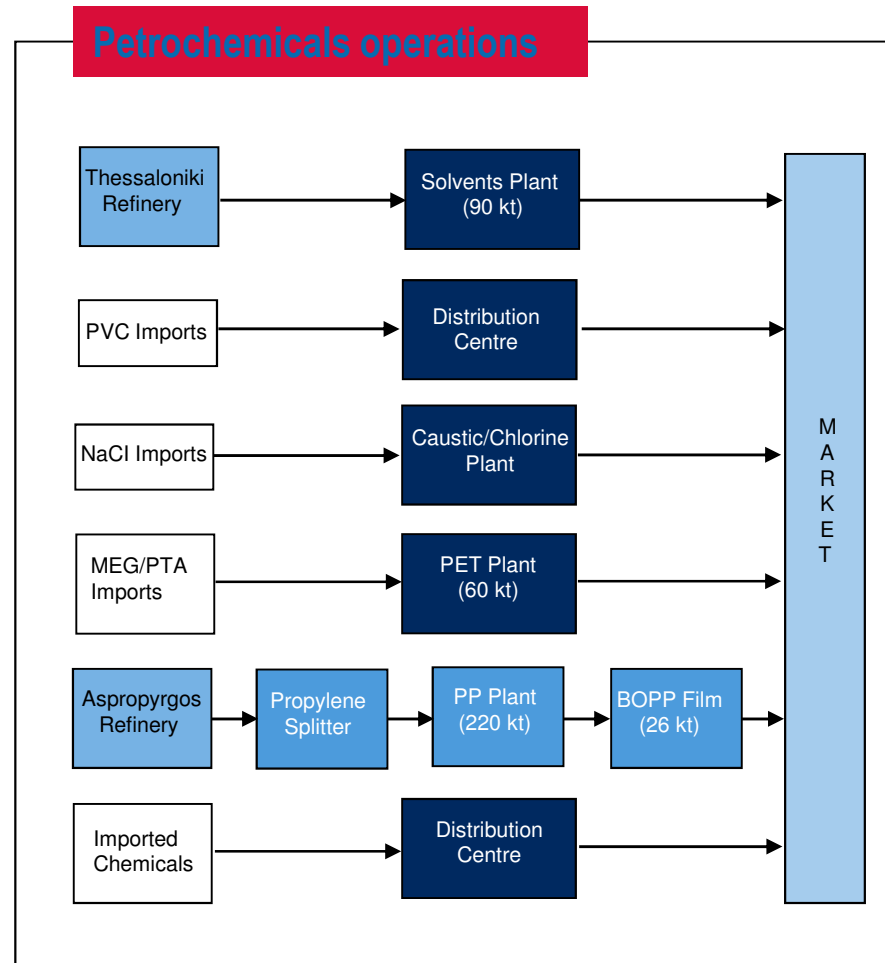 Petrochemicals operations
Thessaloniki
Refinery
Solvents Plant
(90 kt)
PVC Imports
Distribution
Centre
NaCl Imports
Caustic/Chlorine
Plant
MEG/PTA
Imports
PET Plant
(60 kt)
Aspropyrgos
Refinery
Propylene
Splitter
PP Plant
(220 kt)
BOPP Film
(26 kt)
Imported
Chemicals
Distribution
Centre
M
A
R
K
E
T